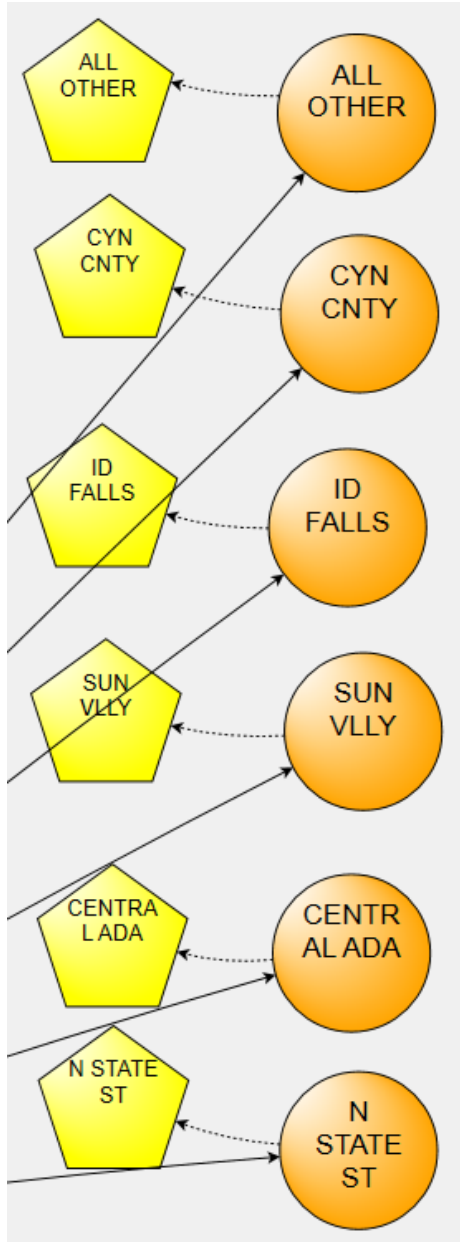 ALL
OTHER
ALL
OTHER
CYN
CNTY
CYN
CNTY
ID
FALLS
ID
FALLS
SUN
VLLY
SUN
VLLY
CENTRA
L ADA
CENTR
AL ADA
N STATE
ST
N
STATE
ST